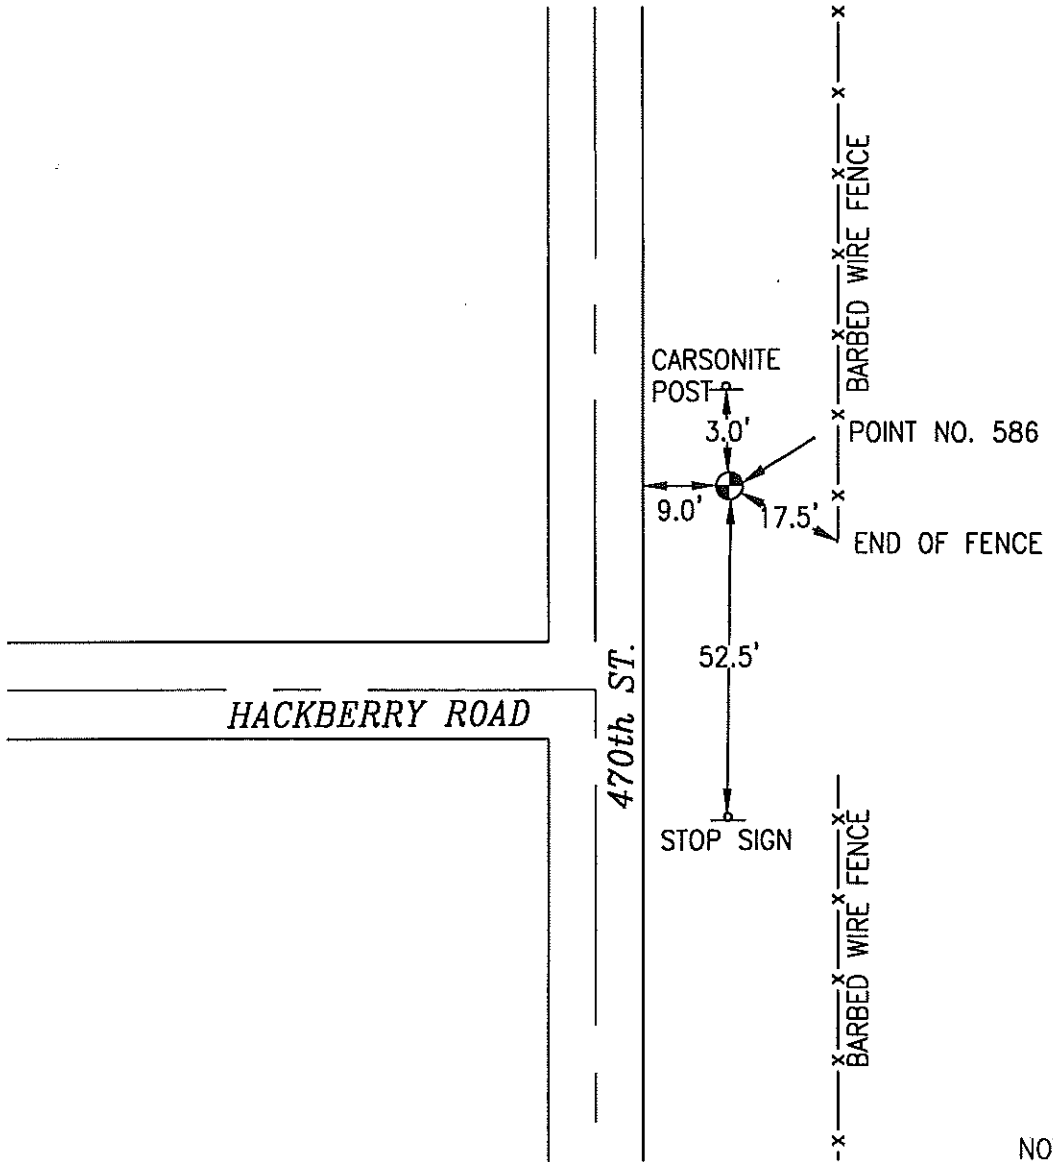 BARBED WIRE FENCE
CARSONITE
POST
3.0'
POINT NO. 586
9.0'
17.5'
END OF FENCE
52.5'
470th ST.
HACKBERRY ROAD
STOP SIGN
BARBED WIRE FENCE
NO